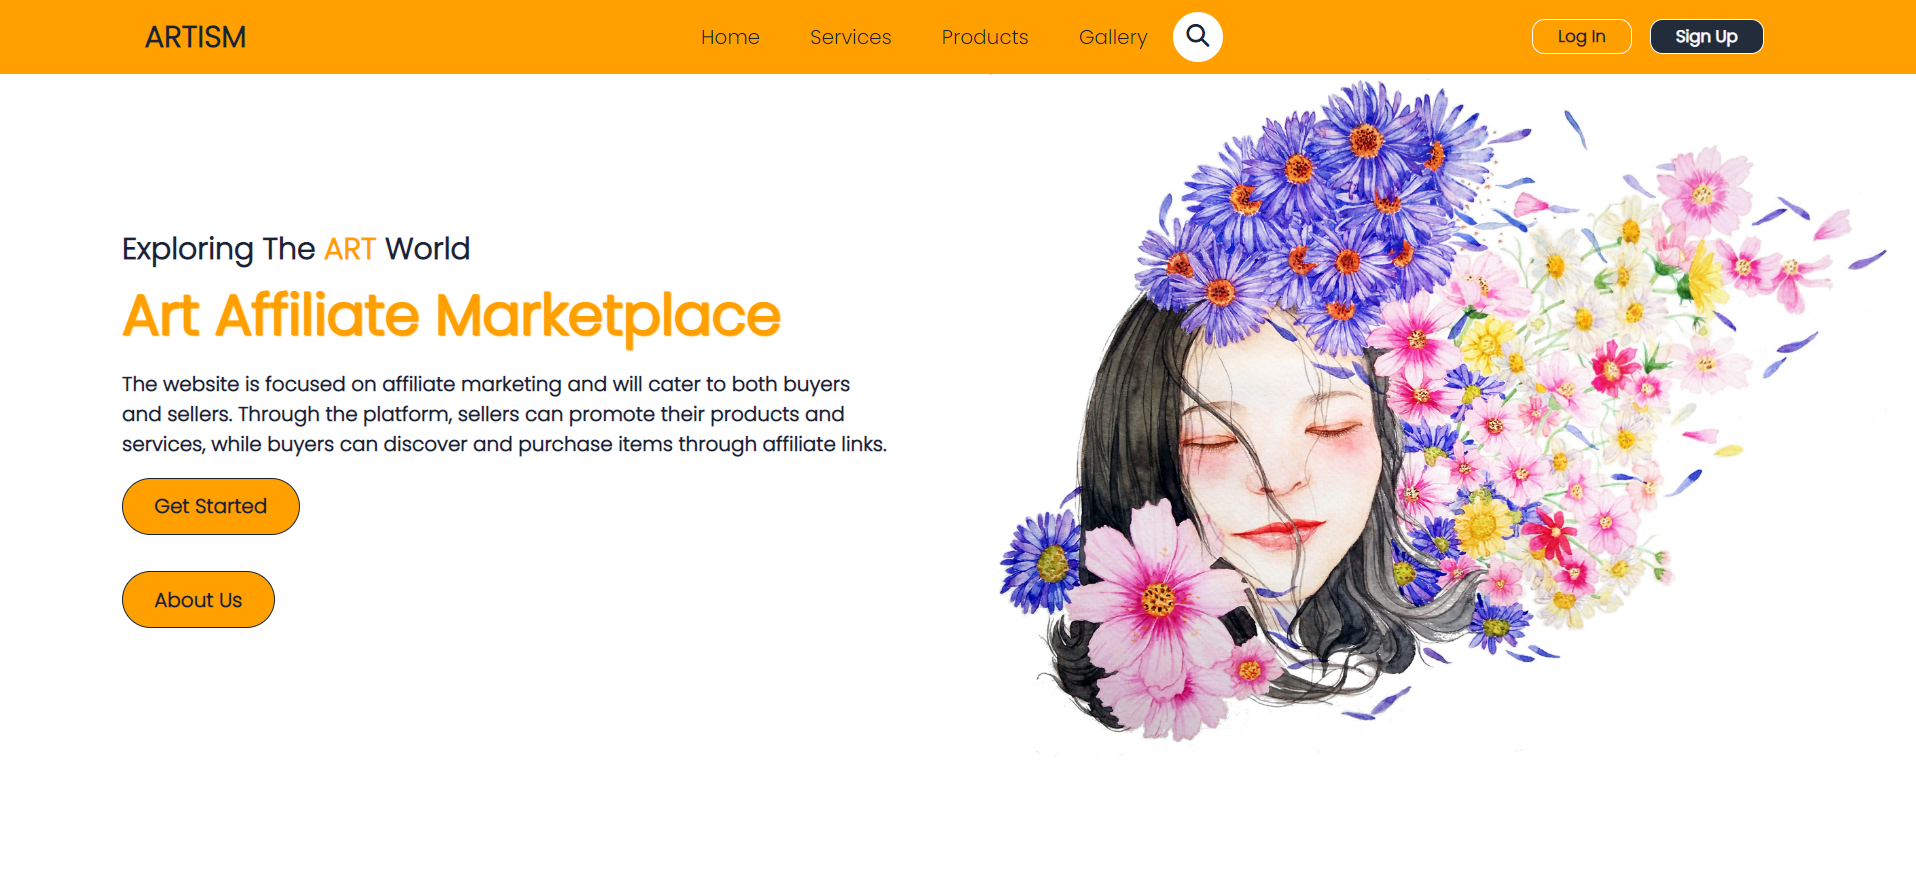 ARTISM
Home
Services
Products
Gallery
Log In
Sign Up
Exploring The ART World
Art Affiliate Marketplace
The website is focused on affiliate marketing and will cater to both buyers
and sellers. Through the platform, sellers can promote their products and
services, while buyers can discover and purchase items through affiliate links.
Get Started
About Us